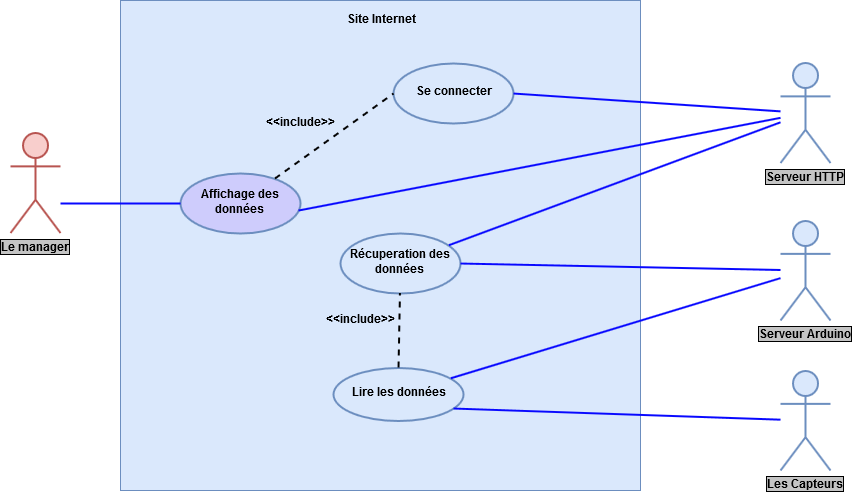 Site Internet
Se connecter
<<include>>
Serveur HTTP
Affichage des
données
Le manager
Récuperation des
données
<<include>>
Serveur Arduino
Lire les données
Les Capteurs